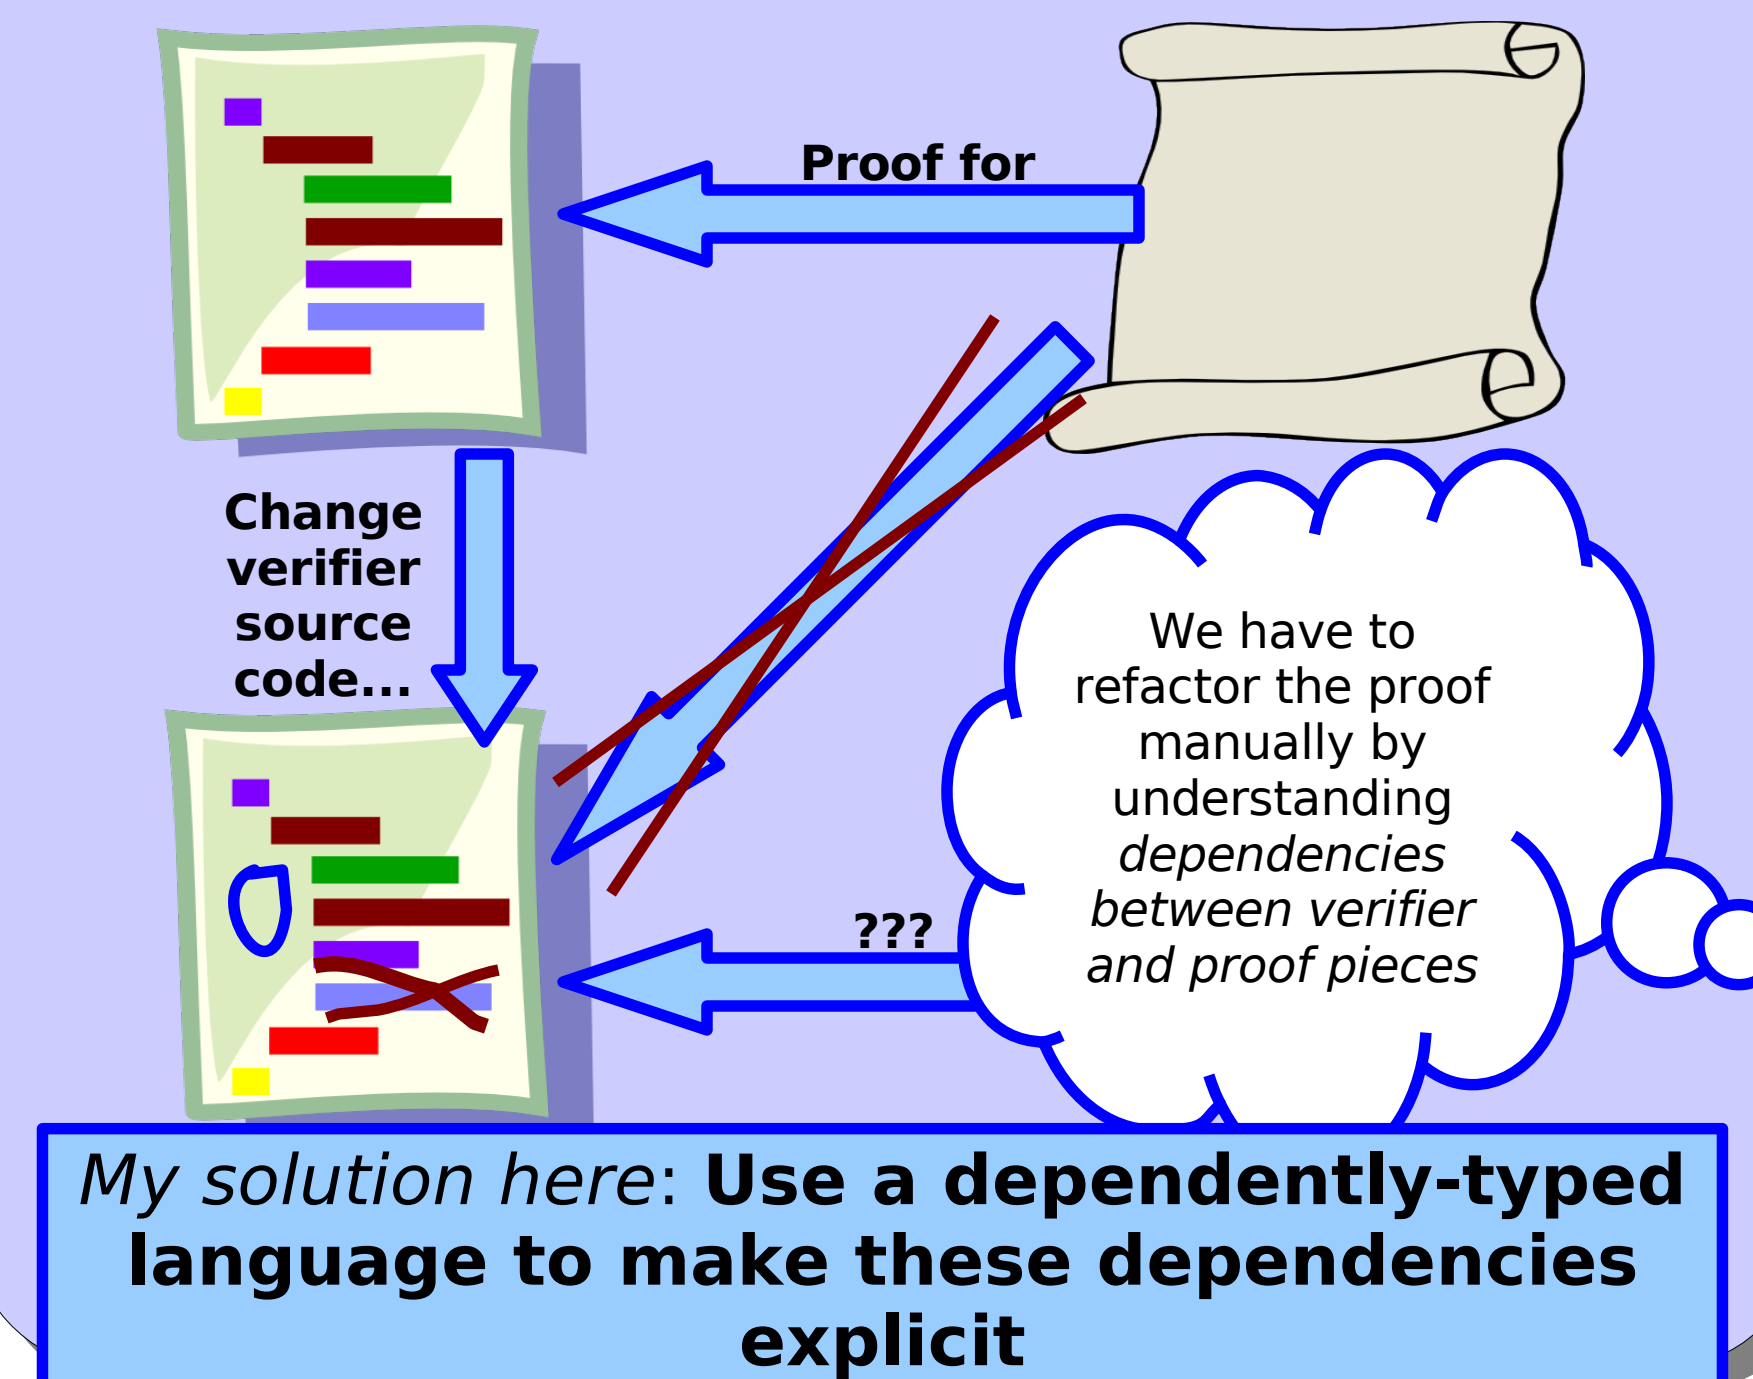 Proof for
Change
verifier
source
code...
We have to
refactor the proof
manually by
understanding
dependencies
between verifier
and proof pieces
???
My solution here: Use a dependently-typed
language to make these dependencies
explicit